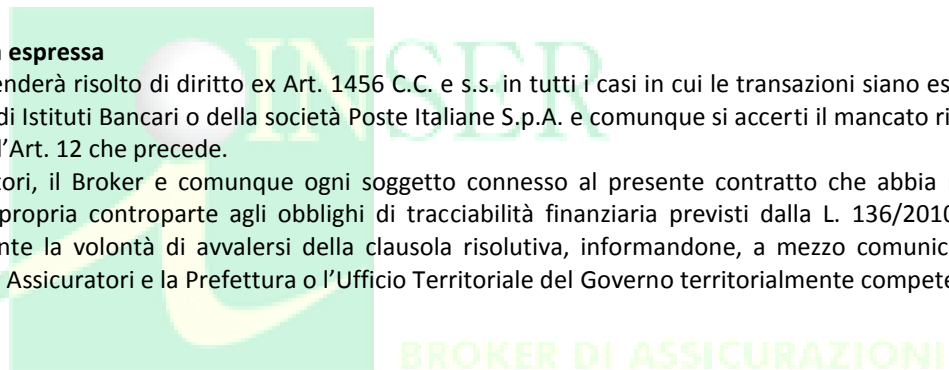 INSER
a espressa
enderà risolto di diritto ex Art. 1456 C.C. e s.s. in tutti i casi in cui le transazioni siano es
di Istituti Bancari o della società Poste Italiane S.p.A. e comunque si accerti il mancato ri
l'Art. 12 che precede.
tori, il Broker e comunque ogni soggetto connesso al presente contratto che abbia
propria controparte agli obblighi di tracciabilità finanziaria previsti dalla L. 136/2010
nte la volontà di avvalersi della clausola risolutiva, informandone, a mezzo comunic
Assicuratori e la Prefettura o l'Ufficio Territoriale del Governo territorialmente compete
BROKER DI ASSICURAZIONI